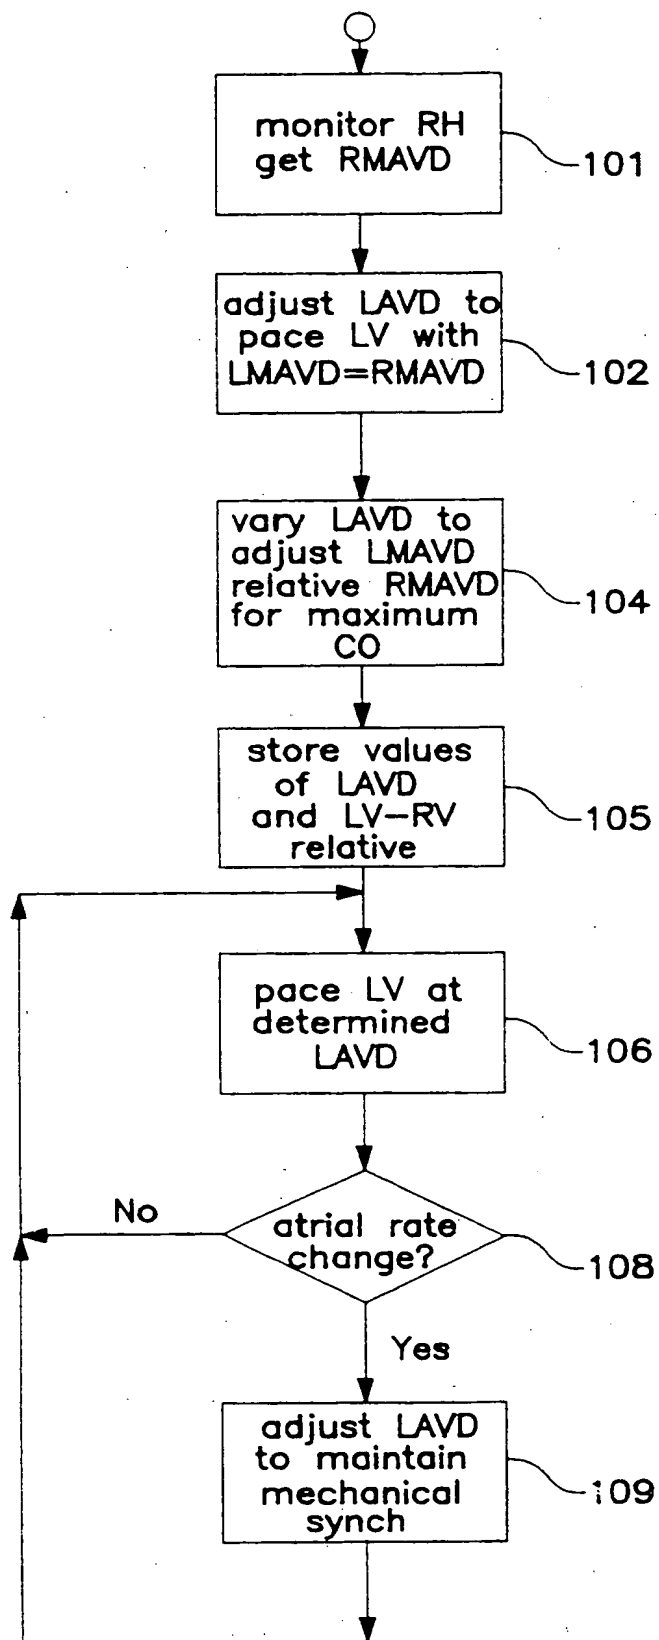 monitor RH
get RMAVD
101
adjust LAVD to
pace LV with
LMAVD=RMAVD
102
vary LAVD to
adjust LMAVD
relative RMAVD
for maximum
CO
104
store values
of LAVD
and LV-RV
relative
105
pace LV at
determined
LAVD
106
No
atrial rate
change?
108
Yes
adjust LAVD
to maintain
mechanical
synch
109